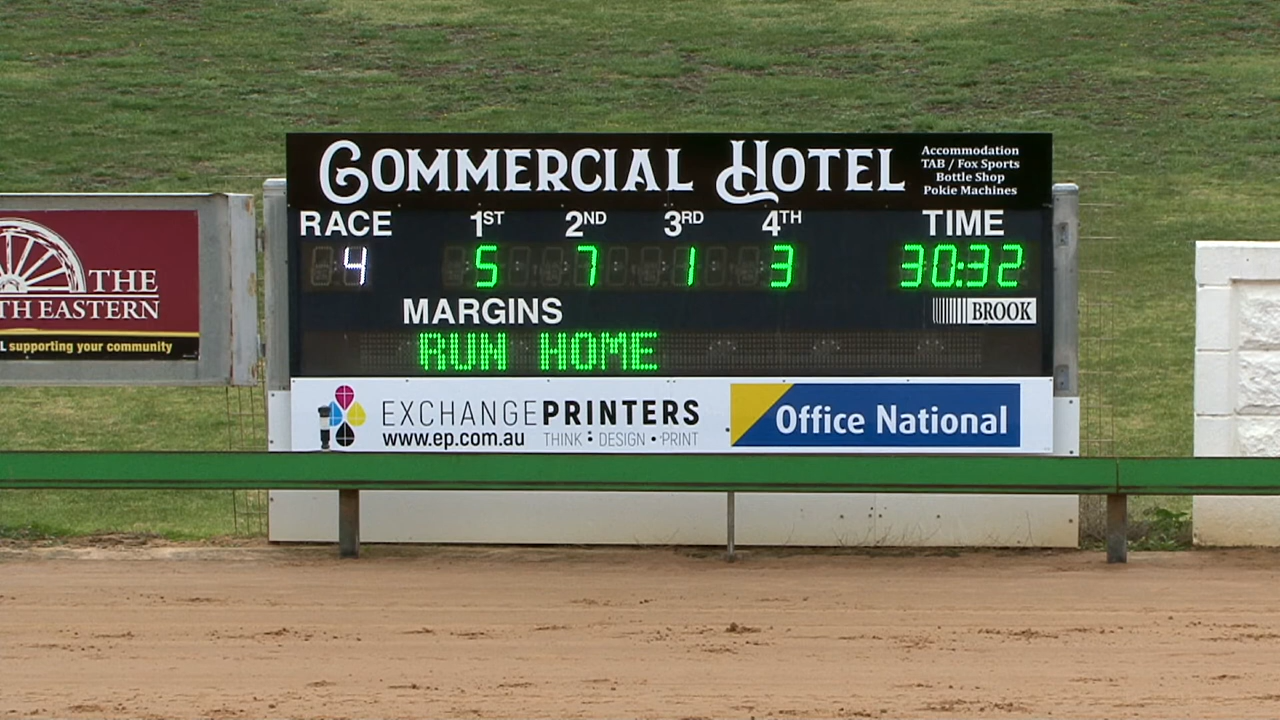 COMMERCIAL HOTEL
Accommodation
TAB / Fox Sports
Bottle Shop
Pokie Machines
RACE 1ST 2ND 3RD 4TH TIME
4 5 7 1 3 30:32
MARGINS
BROOK
RUN HOME
THE
TH EASTERN
L supporting your community
EXCHANGEPRINTERS
www.ep.com.au THINK : DESIGN • PRINT
Office National